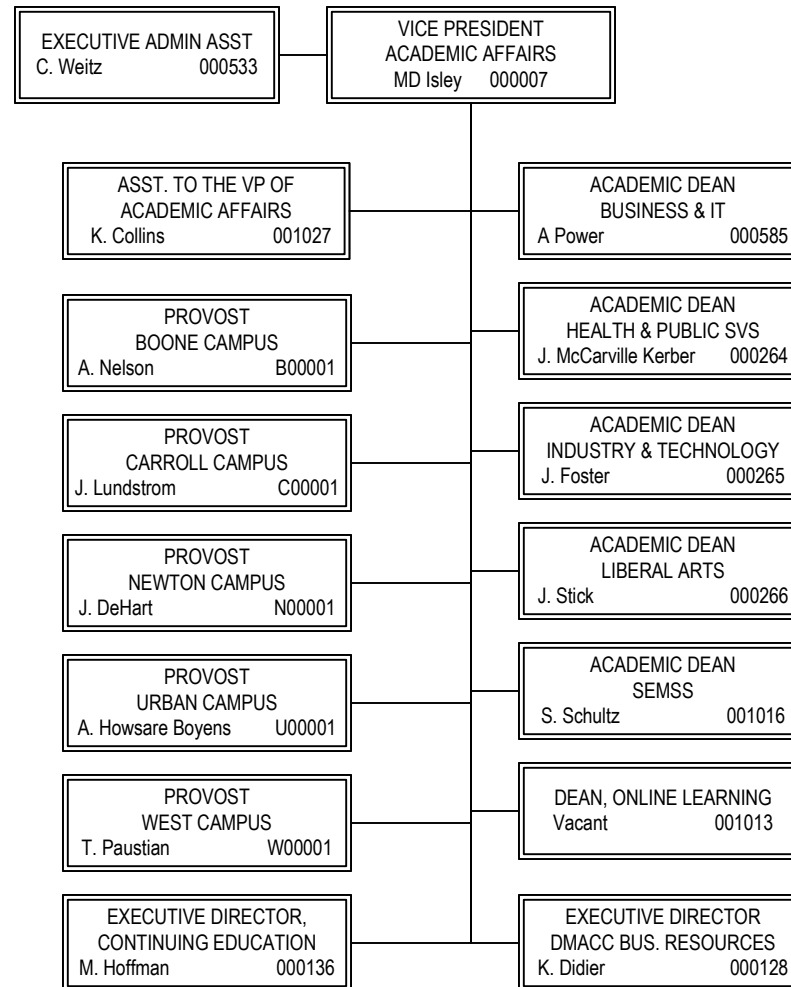 EXECUTIVE ADMIN ASST
C. Weitz 000533
VICE PRESIDENT
ACADEMIC AFFAIRS
MD Isley 000007
ASST. TO THE VP OF
ACADEMIC AFFAIRS
K. Collins 001027
ACADEMIC DEAN
BUSINESS & IT
A Power 000585
PROVOST
BOONE CAMPUS
A. Nelson B00001
ACADEMIC DEAN
HEALTH & PUBLIC SVS
J. McCarville Kerber 000264
PROVOST
CARROLL CAMPUS
J. Lundstrom C00001
ACADEMIC DEAN
INDUSTRY & TECHNOLOGY
J. Foster 000265
PROVOST
NEWTON CAMPUS
J. DeHart N00001
ACADEMIC DEAN
LIBERAL ARTS
J. Stick 000266
PROVOST
URBAN CAMPUS
A. Howsare Boyens U00001
ACADEMIC DEAN
SEMSS
S. Schultz 001016
PROVOST
WEST CAMPUS
T. Paustian W00001
DEAN, ONLINE LEARNING
Vacant 001013
EXECUTIVE DIRECTOR,
CONTINUING EDUCATION
M. Hoffman 000136
EXECUTIVE DIRECTOR
DMACC BUS. RESOURCES
K. Didier 000128